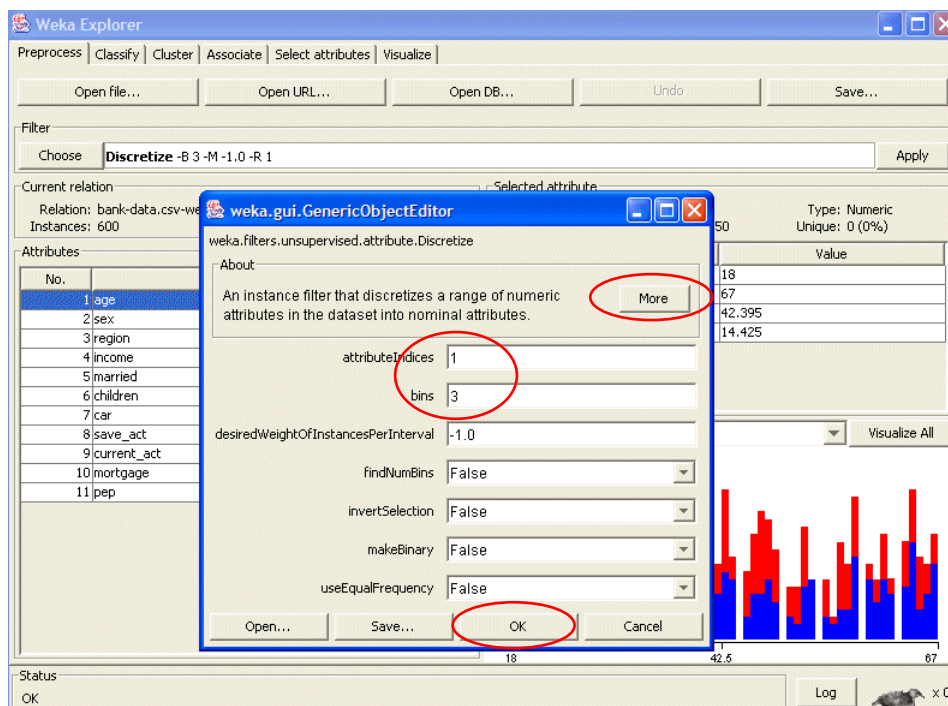 Weka Explorer
Preprocess Classify Cluster Associate Select attributes Visualize
Open file... Open URL... Open DB... Undo Save...
Filter
Choose Discretize -B 3 -M -1.0 -R 1 Apply
Current relation Selected attribute
Relation: bank-data.csv-we Type: Numeric
Instances: 600 50 Unique: 0 (0%)
Attributes
No. Value
1 age 18
2 sex 67
3 region 42.395
4 income 14.425
5 married
6 children
7 car
8 save_act
9 current_act
10 mortgage
11 pep
weka.gui.GenericObjectEditor
weka.filters.unsupervised.attribute.Discretize
About
An instance filter that discretizes a range of numeric
attributes in the dataset into nominal attributes.
More
attributeIndices 1
bins 3
desiredWeightOfInstancesPerInterval -1.0
findNumBins False
invertSelection False
makeBinary False
useEqualFrequency False
Open... Save... OK Cancel
Visualize All
18 42.5 67
Status
OK Log x 0